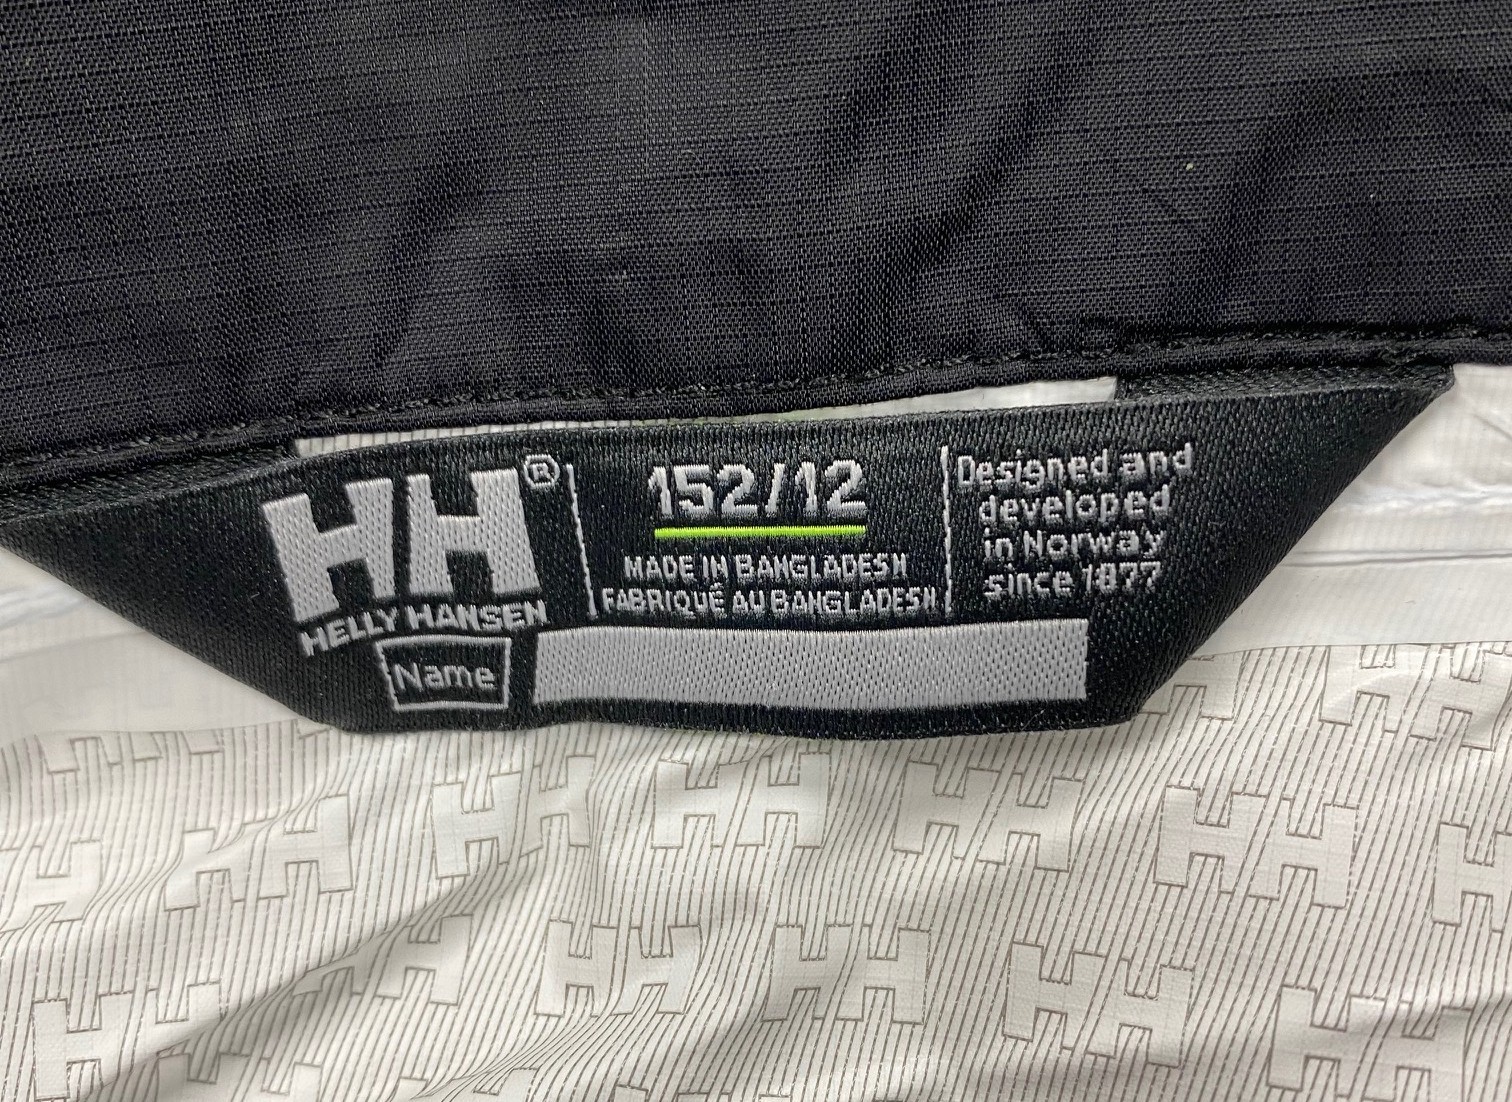 HH®
HELLY HANSEN
152/12
MADE IN BANGLADESH
FABRIQUÉ AU BANGLADESH
Designed and
developed
in Norway
since 1877
Name